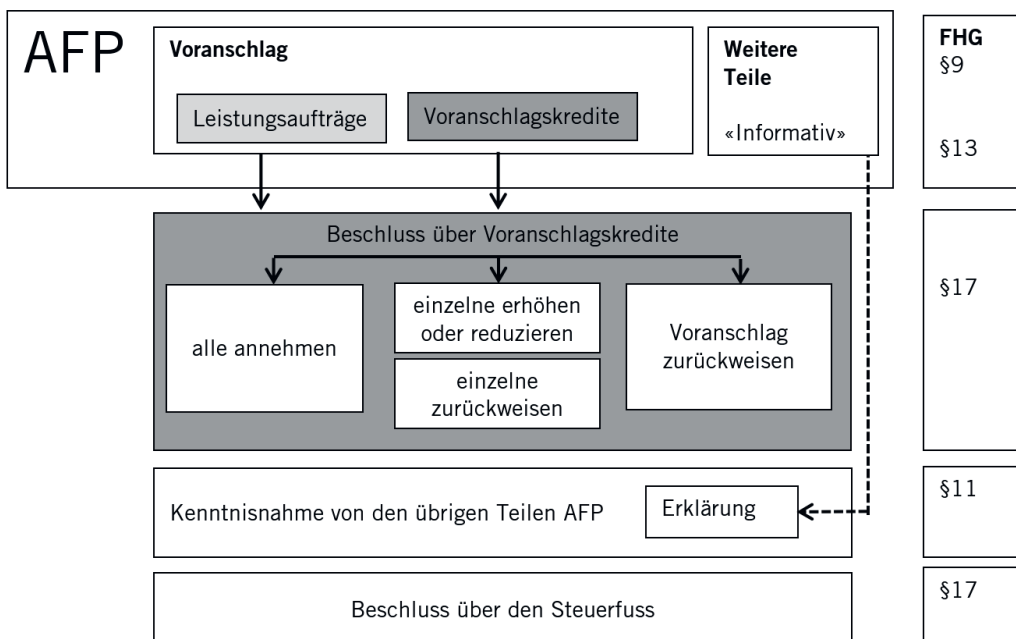 AFP
Voranschlag
Leistungsaufträge
Voranschlagskredite
Weitere
Teile
«Informativ»
FHG
§9
§13
Beschluss über Voranschlagskredite
alle annehmen
einzelne erhöhen
oder reduzieren
einzelne
zurückweisen
Voranschlag
zurückweisen
§17
Kenntnisnahme von den übrigen Teilen AFP
Erklärung
§11
Beschluss über den Steuerfuss
§17